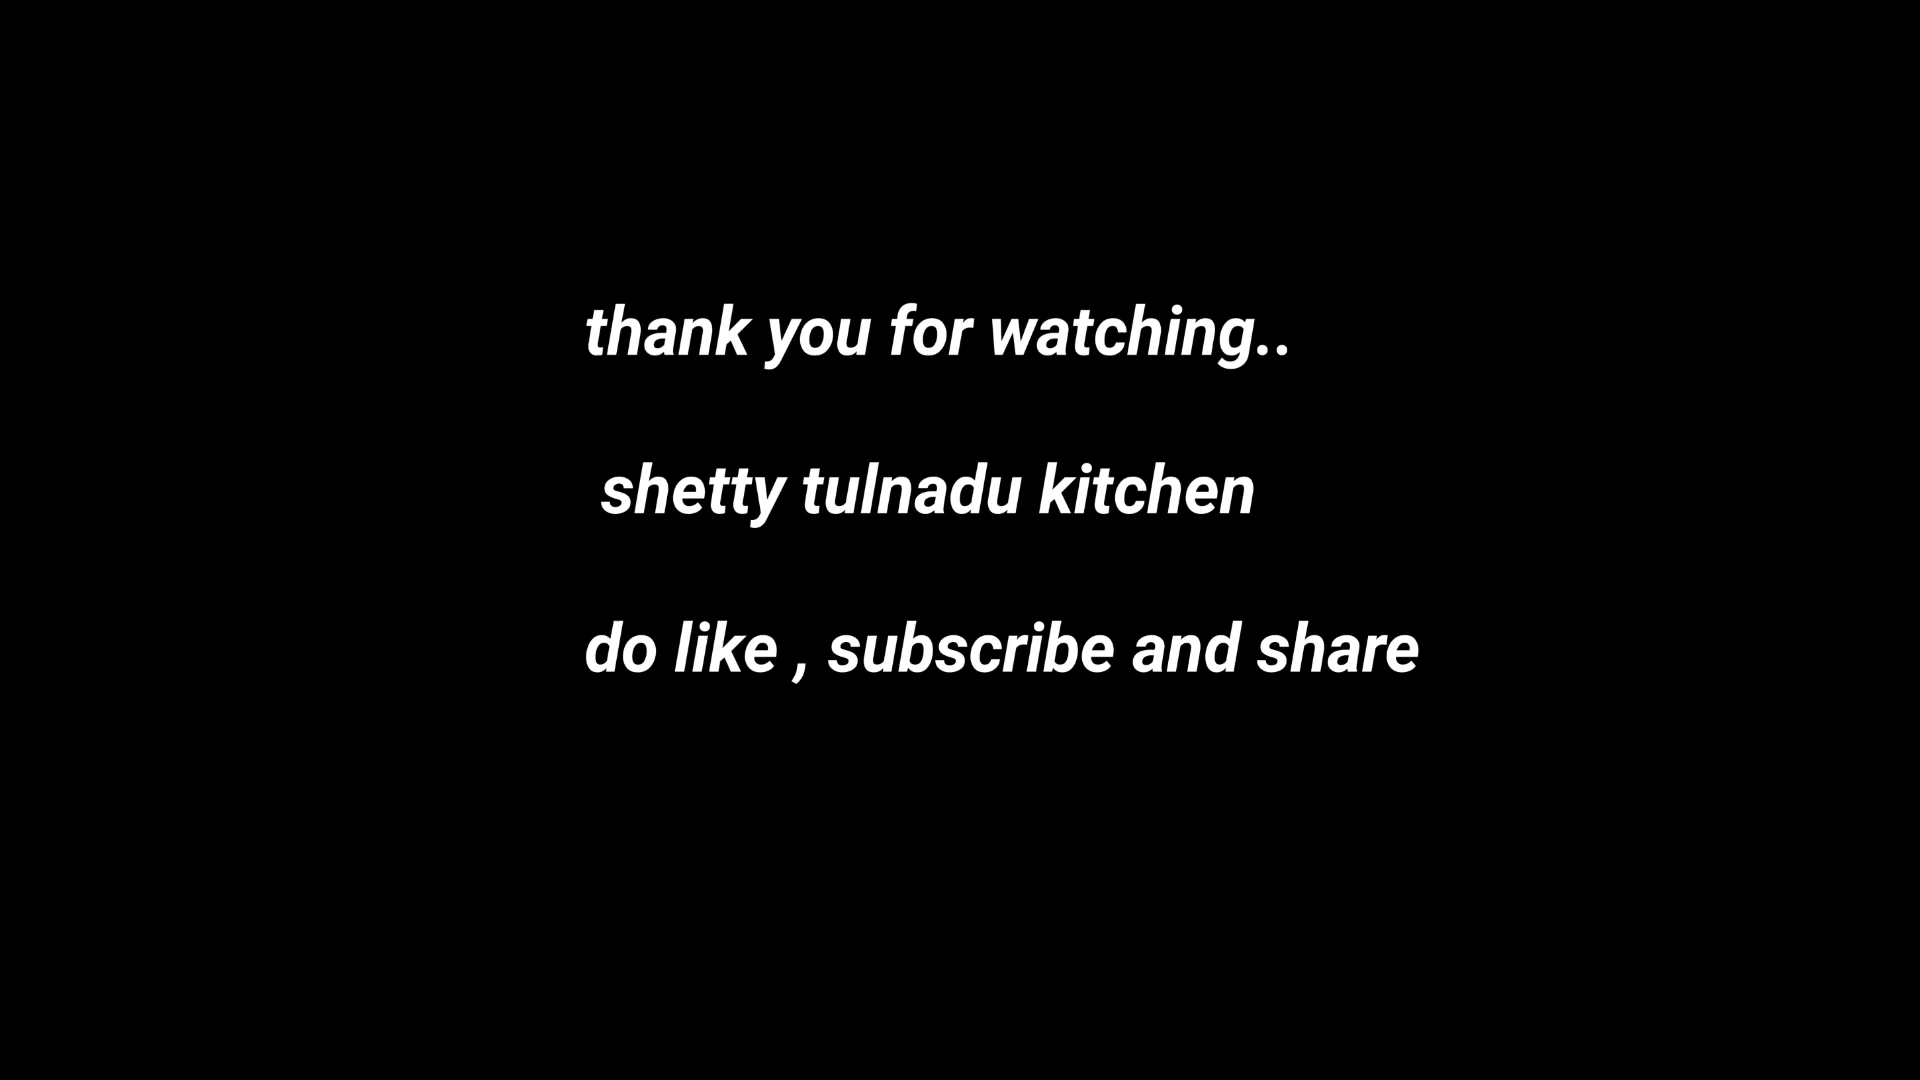 thank you for watching..
shetty tulnadu kitchen
do like , subscribe and share